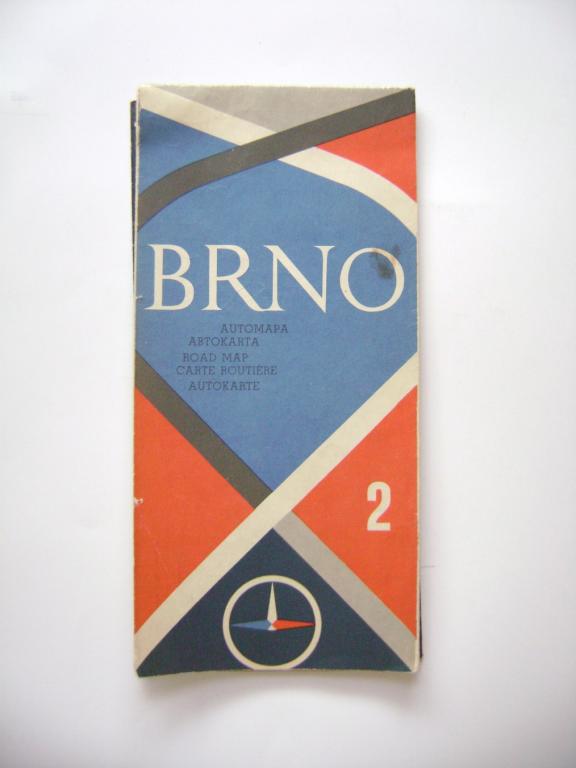 BRNO
AUTOMAPA
АВТОКАРТА
ROAD MAP
CARTE ROUTIÈRE
AUTOKARTE
2